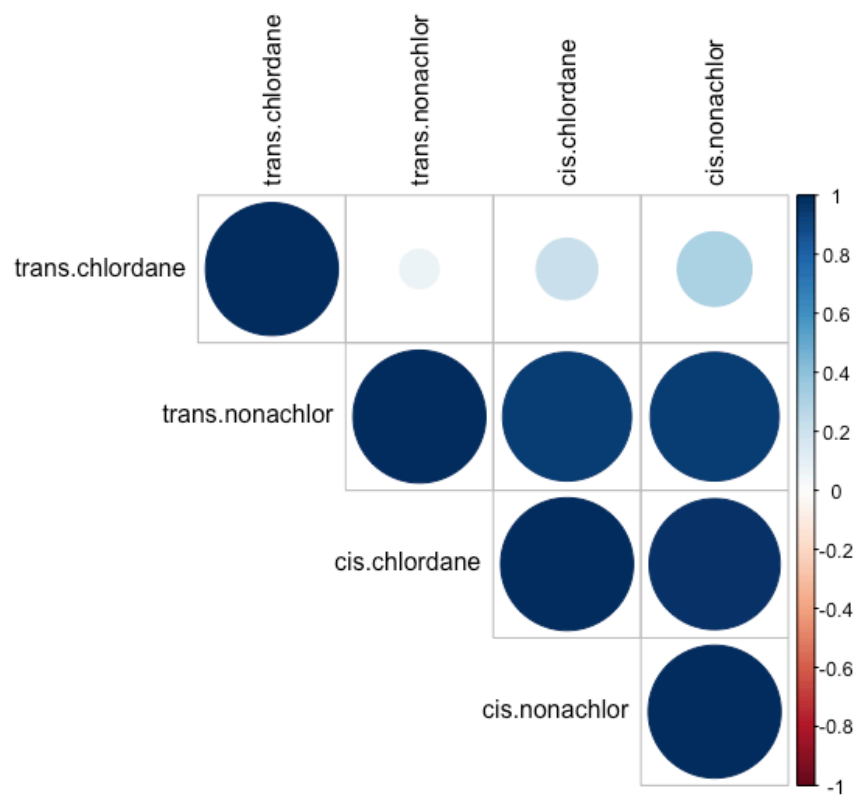 trans.chlordane
trans.nonachlor
cis.chlordane
cis.nonachlor
trans.chlordane
trans.nonachlor
cis.chlordane
cis.nonachlor
1
0.8
0.6
0.4
0.2
0
-0.2
-0.4
-0.6
-0.8
-1